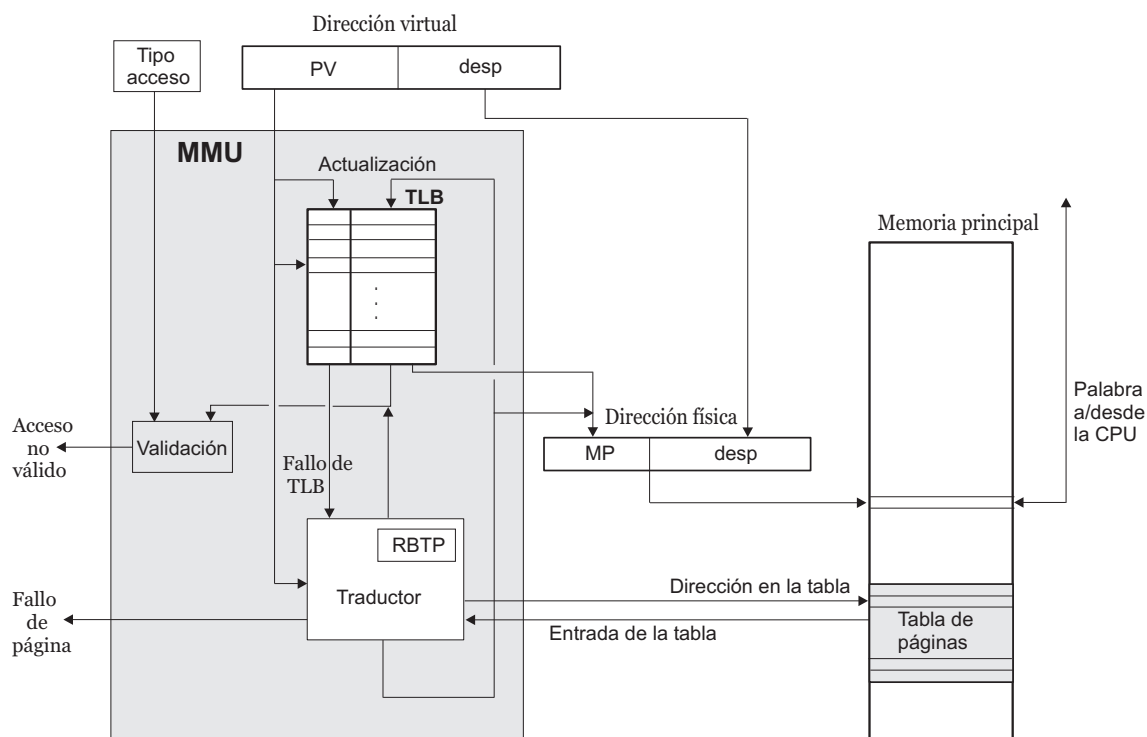 Dirección virtual
Tipo
acceso
PV
desp
MMU
Actualización
TLB
Memoria principal
Palabra
a/desde
la CPU
Acceso
no
válido
Validación
Dirección física
MP
desp
Fallo de
TLB
RBTP
Traductor
Dirección en la tabla
Fallo
de
página
Entrada de la tabla
Tabla de
páginas